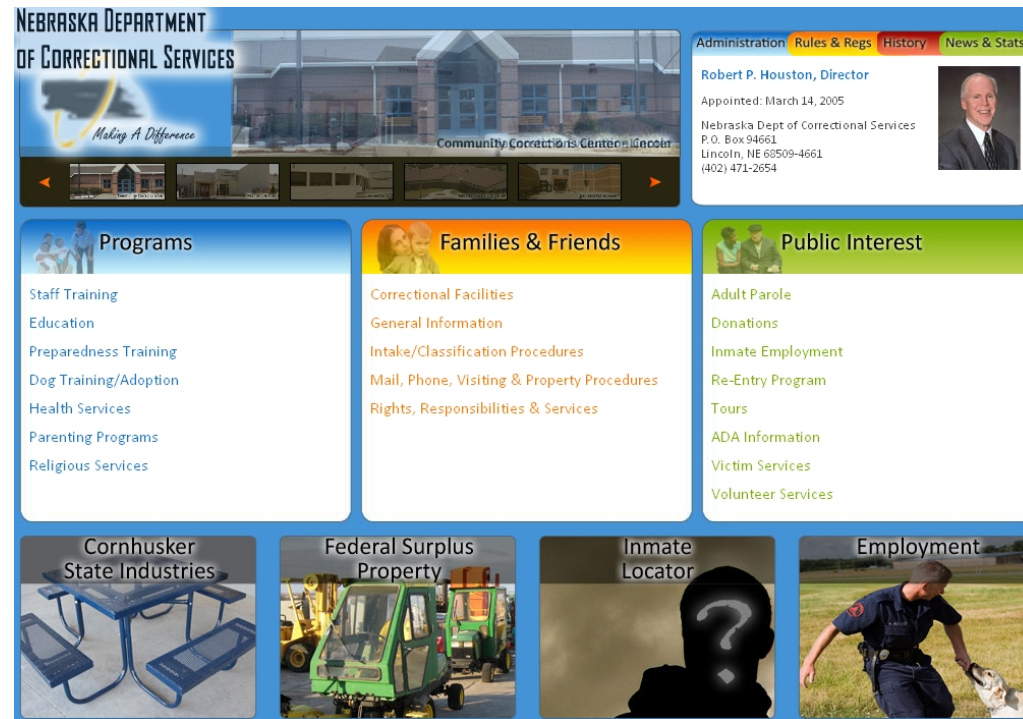 NEBRASKA DEPARTMENT
OF CORRECTIONAL SERVICES
Making A Difference
Community Corrections Center - Lincoln
Administration
Rules & Regs
History
News & Stats
Robert P. Houston, Director
Appointed: March 14, 2005
Nebraska Dept of Correctional Services
P.O. Box 94661
Lincoln, NE 68509-4661
(402) 471-2654
Programs
Staff Training
Education
Preparedness Training
Dog Training/Adoption
Health Services
Parenting Programs
Religious Services
Families & Friends
Correctional Facilities
General Information
Intake/Classification Procedures
Mail, Phone, Visiting & Property Procedures
Rights, Responsibilities & Services
Public Interest
Adult Parole
Donations
Inmate Employment
Re-Entry Program
Tours
ADA Information
Victim Services
Volunteer Services
Cornhusker
State Industries
Federal Surplus
Property
Inmate
Locator
?
Employment